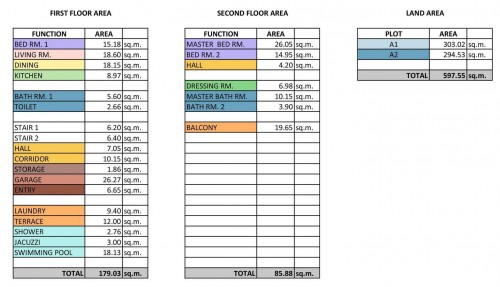 FIRST FLOOR AREA
FUNCTION AREA
BED RM. 1 15.18 sq.m.
LIVING RM. 18.60 sq.m.
DINING 18.15 sq.m.
KITCHEN 8.97 sq.m.
BATH RM. 1 5.60 sq.m.
TOILET 2.66 sq.m.
STAIR 1 6.20 sq.m.
STAIR 2 6.40 sq.m.
HALL 7.05 sq.m.
CORRIDOR 10.15 sq.m.
STORAGE 1.86 sq.m.
GARAGE 26.27 sq.m.
ENTRY 6.65 sq.m.
LAUNDRY 9.40 sq.m.
TERRACE 12.00 sq.m.
SHOWER 2.76 sq.m.
JACUZZI 3.00 sq.m.
SWIMMING POOL 18.13 sq.m.
TOTAL 179.03 sq.m.
SECOND FLOOR AREA
FUNCTION AREA
MASTER BED RM. 26.05 sq.m.
BED RM. 2 14.95 sq.m.
HALL 4.20 sq.m.
DRESSING RM. 6.98 sq.m.
MASTER BATH RM. 10.15 sq.m.
BATH RM. 2 3.90 sq.m.
BALCONY 19.65 sq.m.
TOTAL 85.88 sq.m.
LAND AREA
PLOT AREA
A1 303.02 sq.m.
A2 294.53 sq.m.
TOTAL 597.55 sq.m.